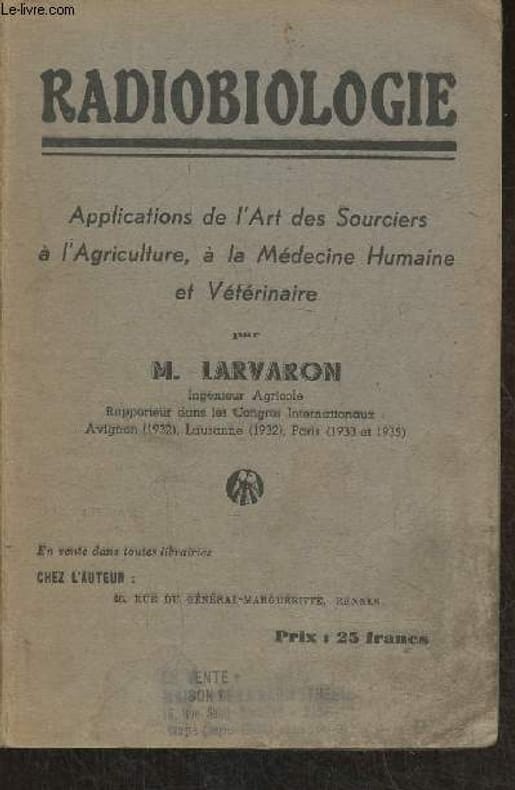 Le-livre.com
RADIOBIOLOGIE
Applications de l'Art des Sourciers
à l'Agriculture, à la Médecine Humaine
et Vétérinaire
par
M. LARVARON
Ingénieur Agricole
Rapporteur dans les Congrès Internationaux :
Avignon (1932), Lausanne (1932), Paris (1933 et 1935)
En vente dans toutes librairies
CHEZ L'AUTEUR :
RUE DU GÉNÉRAL-MARGUERITTE, RENNES
Prix : 25 francs
VENTE :
MAISON